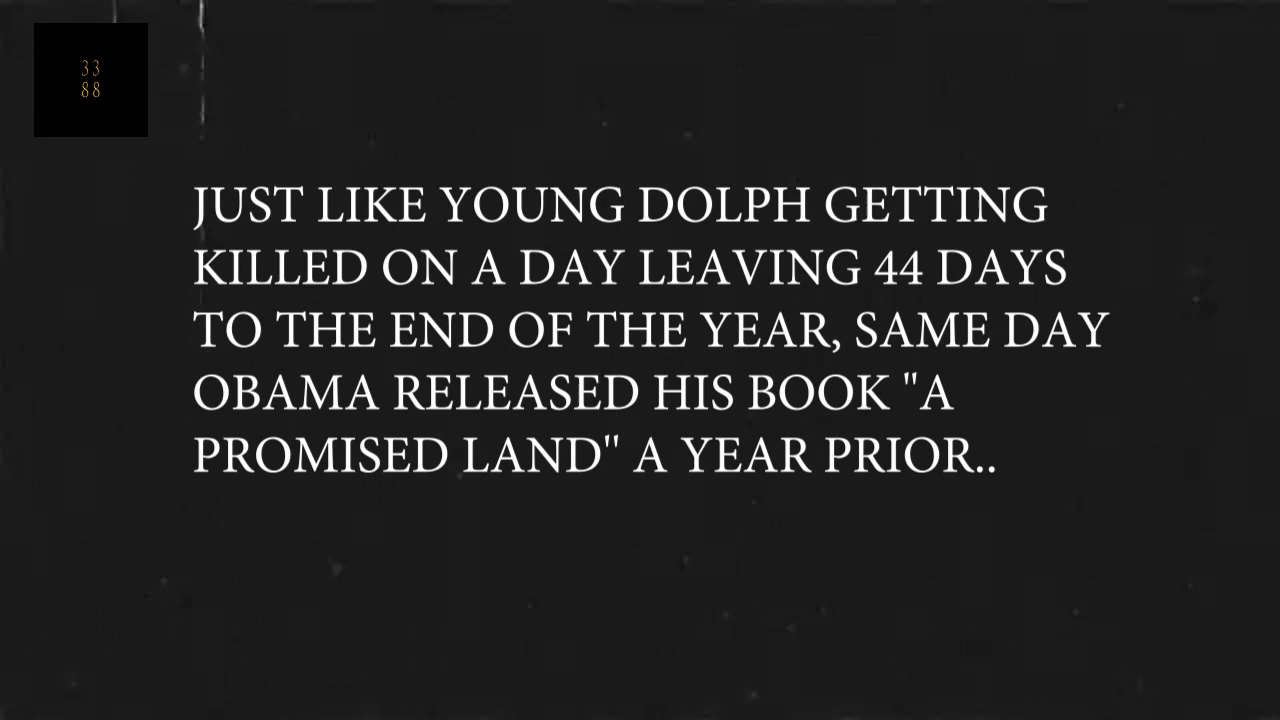 33
88
JUST LIKE YOUNG DOLPH GETTING
KILLED ON A DAY LEAVING 44 DAYS
TO THE END OF THE YEAR, SAME DAY
OBAMA RELEASED HIS BOOK "A
PROMISED LAND" A YEAR PRIOR..